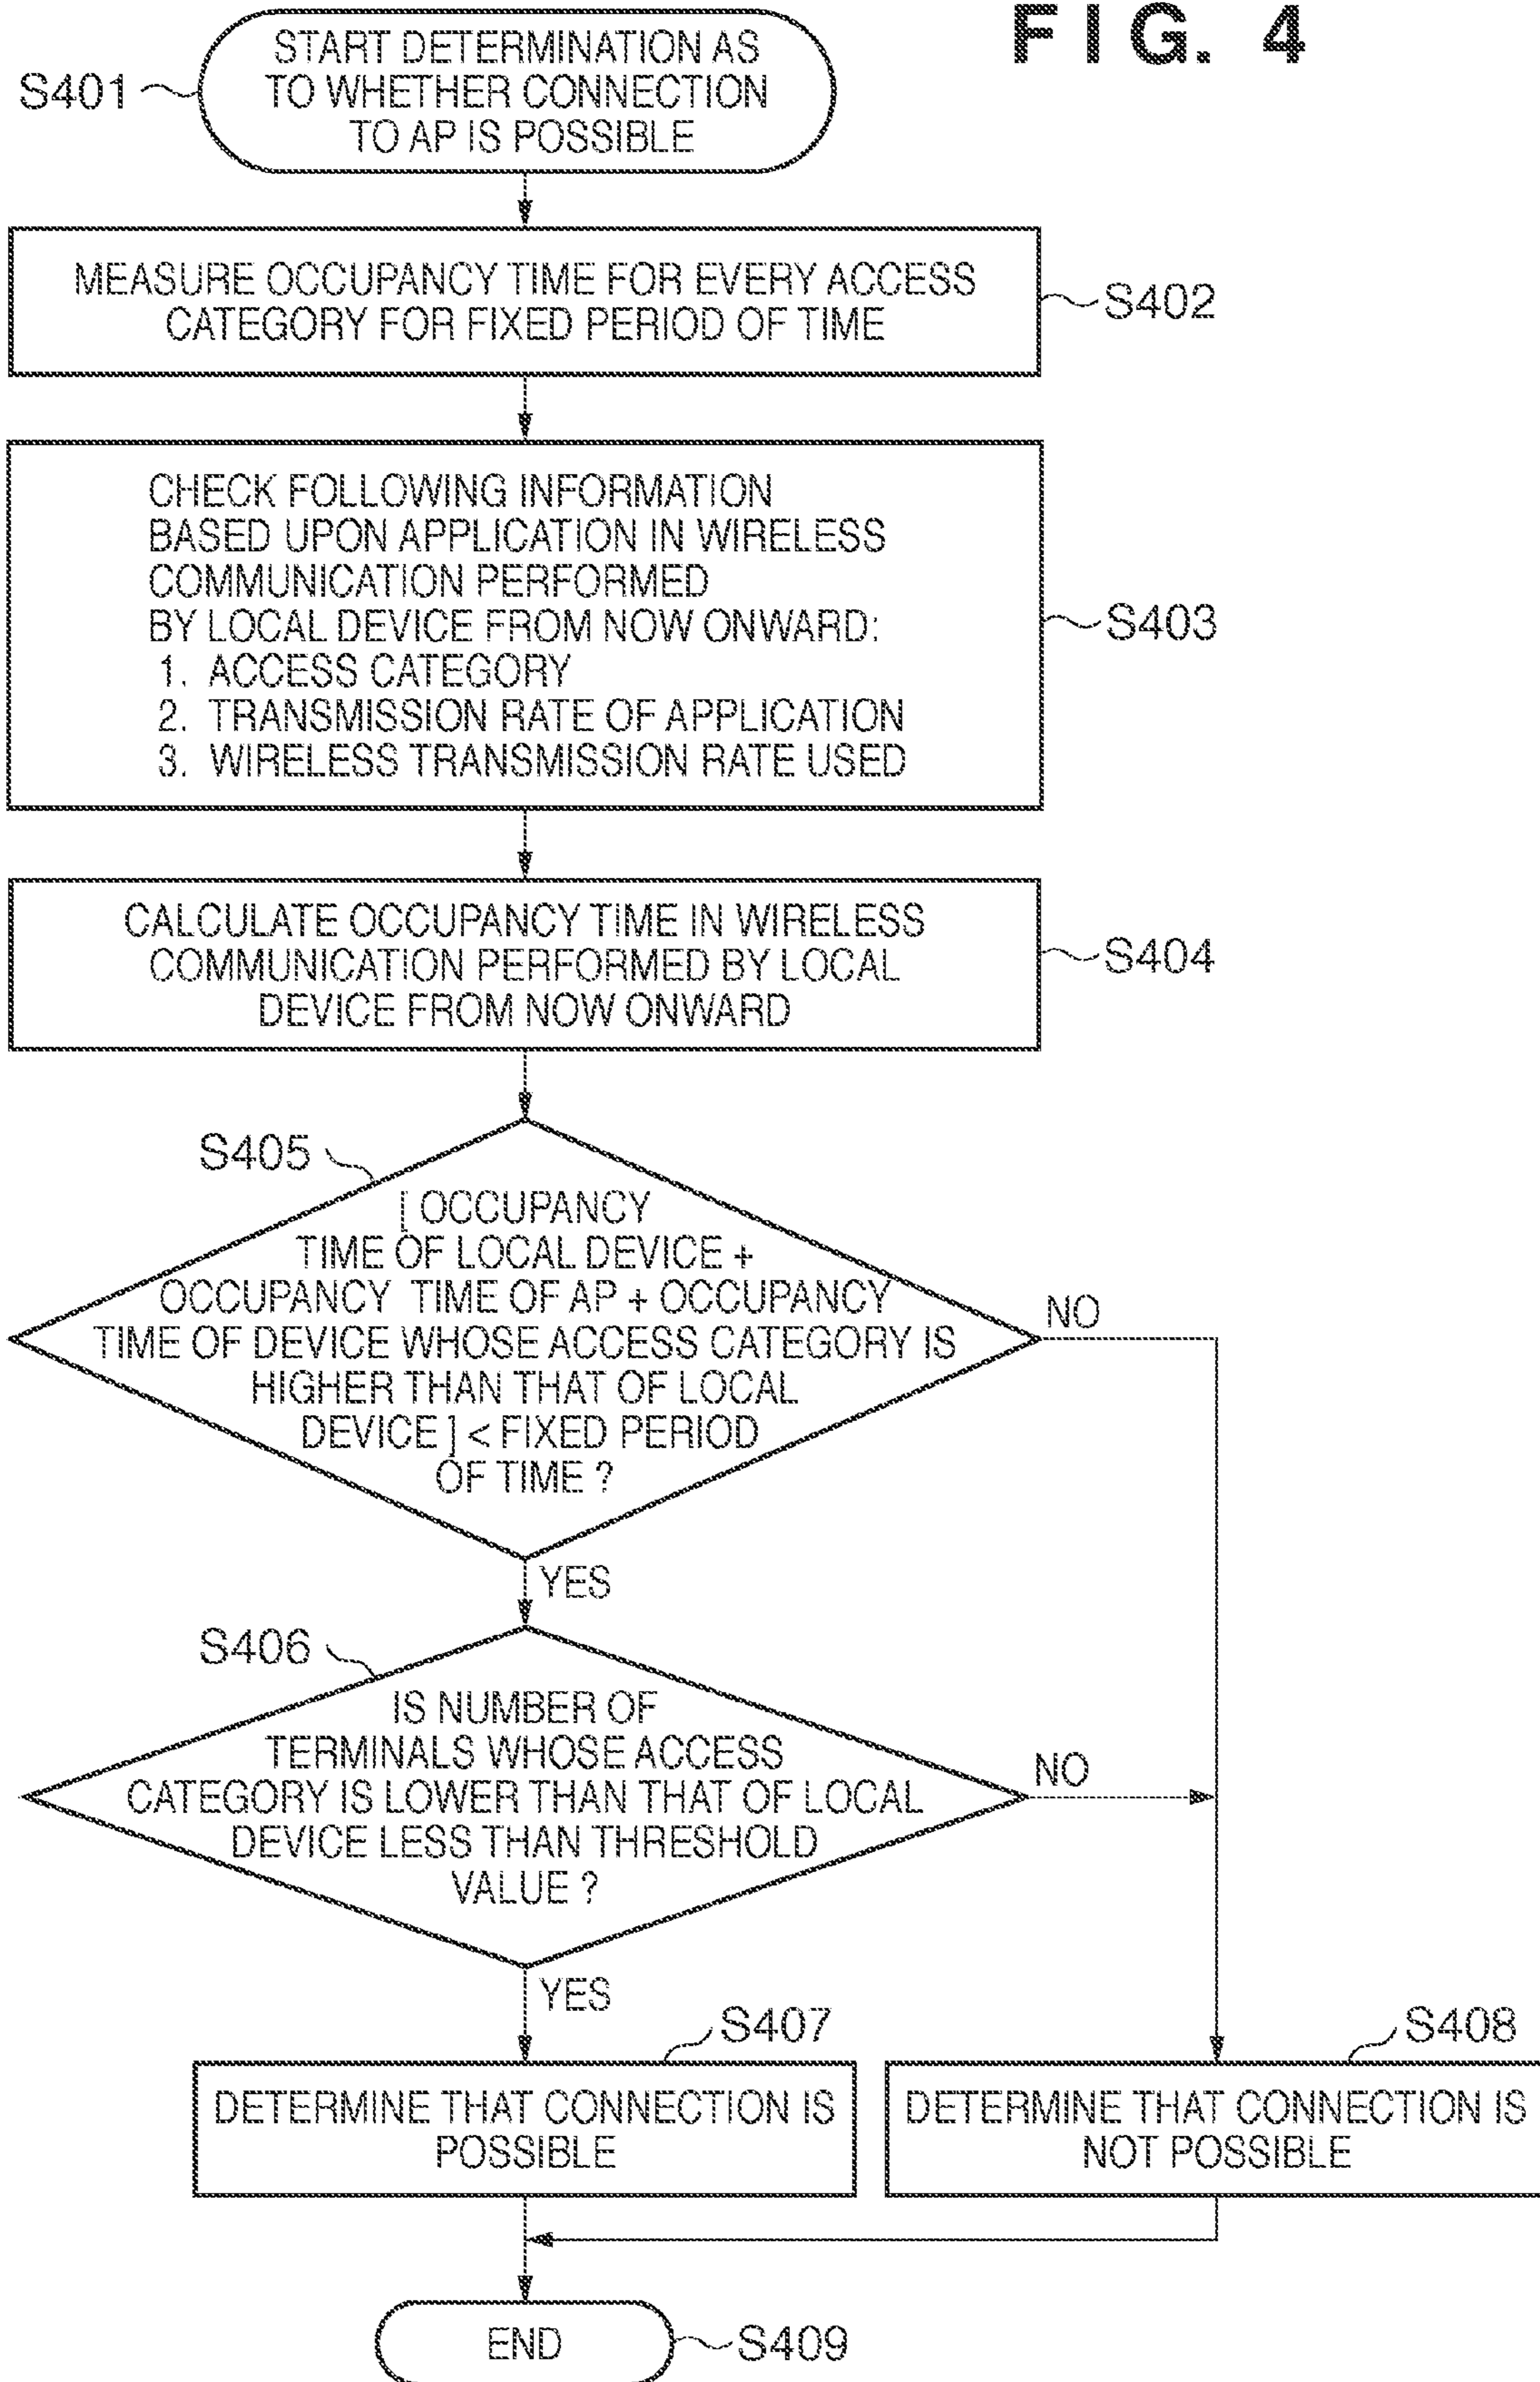 FIG. 4
START DETERMINATION AS
TO WHETHER CONNECTION
TO AP IS POSSIBLE
S401
MEASURE OCCUPANCY TIME FOR EVERY ACCESS
CATEGORY FOR FIXED PERIOD OF TIME
S402
CHECK FOLLOWING INFORMATION
BASED UPON APPLICATION IN WIRELESS
COMMUNICATION PERFORMED
BY LOCAL DEVICE FROM NOW ONWARD:
1. ACCESS CATEGORY
2. TRANSMISSION RATE OF APPLICATION
3. WIRELESS TRANSMISSION RATE USED
S403
CALCULATE OCCUPANCY TIME IN WIRELESS
COMMUNICATION PERFORMED BY LOCAL
DEVICE FROM NOW ONWARD
S404
S405
[ OCCUPANCY
TIME OF LOCAL DEVICE +
OCCUPANCY TIME OF AP + OCCUPANCY
TIME OF DEVICE WHOSE ACCESS CATEGORY IS
HIGHER THAN THAT OF LOCAL
DEVICE ] < FIXED PERIOD
OF TIME ?
NO
YES
S406
IS NUMBER OF
TERMINALS WHOSE ACCESS
CATEGORY IS LOWER THAN THAT OF LOCAL
DEVICE LESS THAN THRESHOLD
VALUE ?
NO
YES
S407
DETERMINE THAT CONNECTION IS
POSSIBLE
S408
DETERMINE THAT CONNECTION IS
NOT POSSIBLE
END
S409